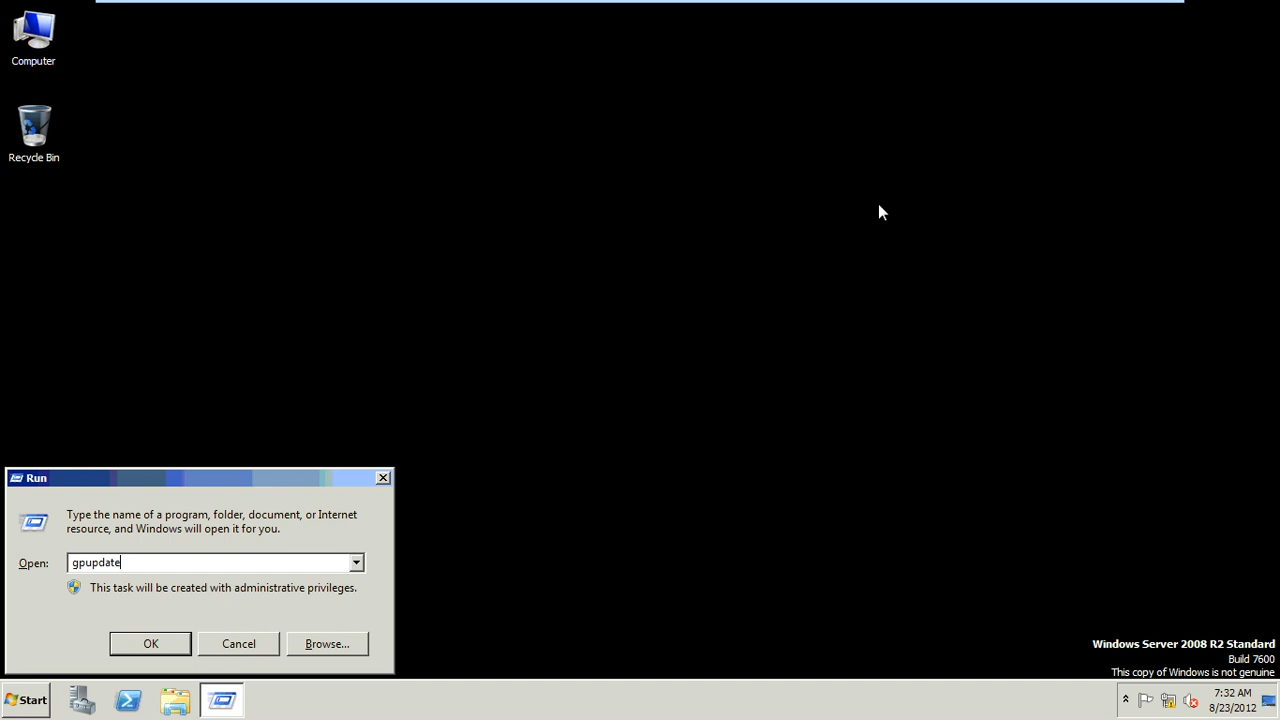 Computer
Recycle Bin
Run
Type the name of a program, folder, document, or Internet
resource, and Windows will open it for you.
Open:
gpupdate
This task will be created with administrative privileges.
OK
Cancel
Browse...
Windows Server 2008 R2 Standard
Build 7600
This copy of Windows is not genuine
Start
7:32 AM
8/23/2012